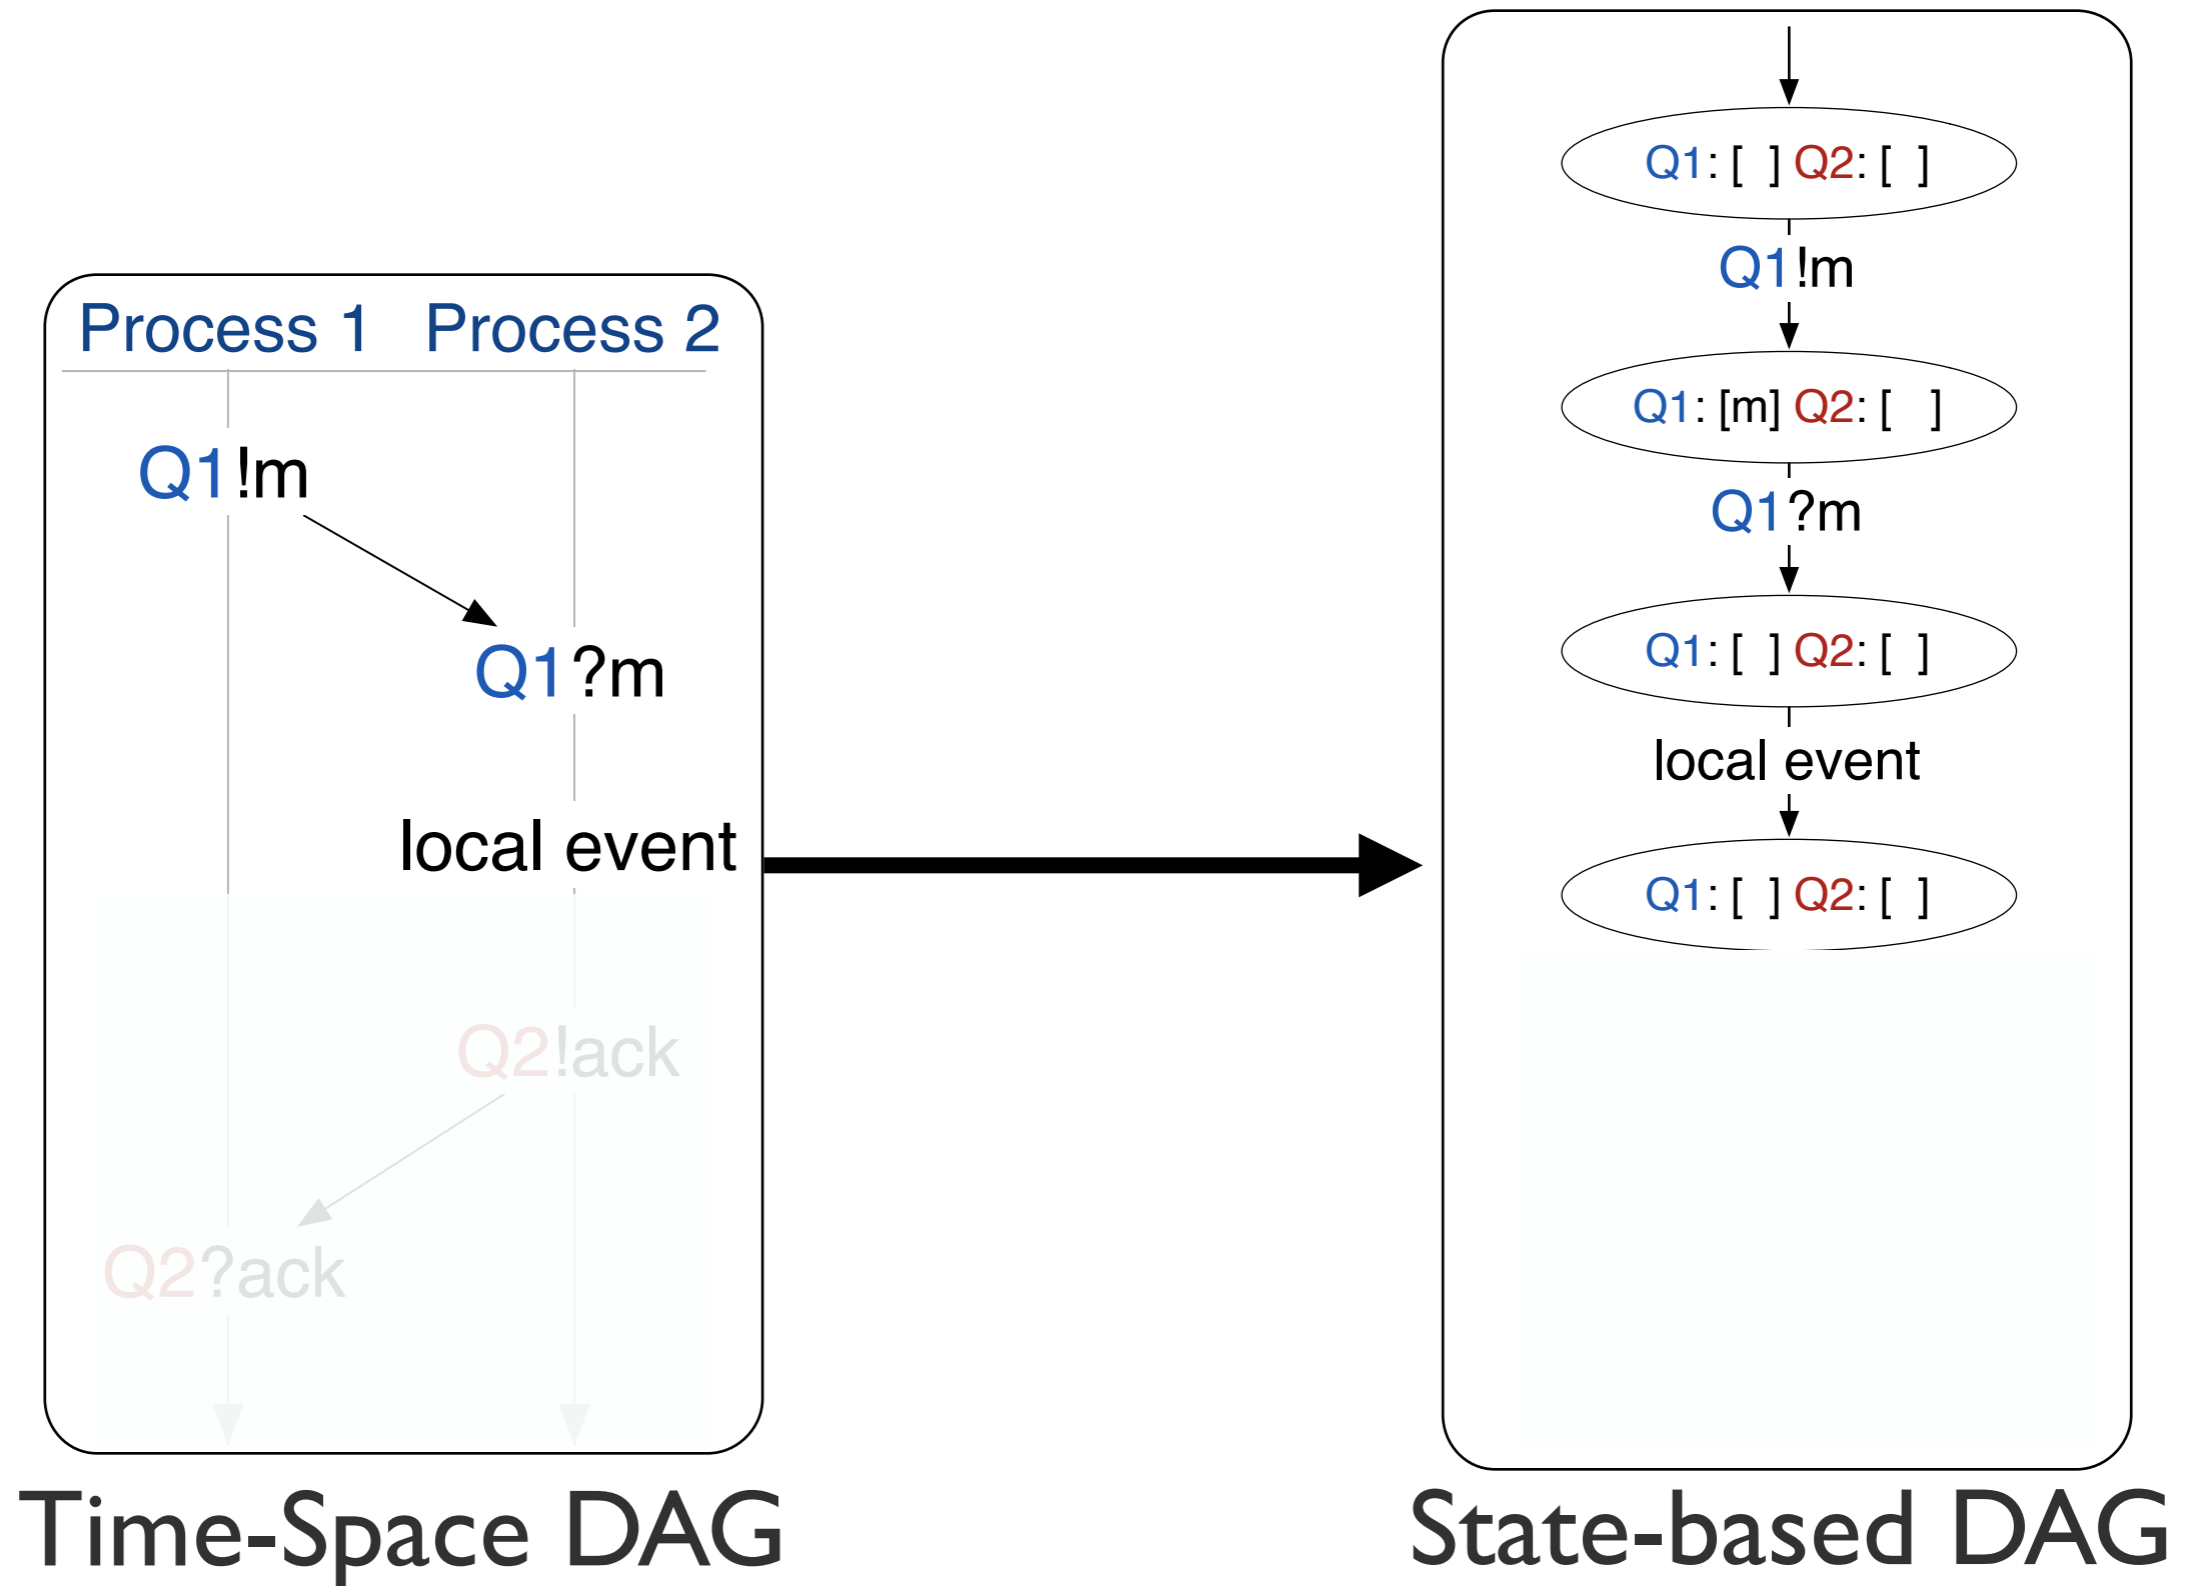 Process 1 Process 2
Q1!m
Q1?m
local event
Q2!ack
Q2?ack
Time-Space DAG
Q1: [ ] Q2: [ ]
Q1!m
Q1: [m] Q2: [ ]
Q1?m
Q1: [ ] Q2: [ ]
local event
Q1: [ ] Q2: [ ]
State-based DAG